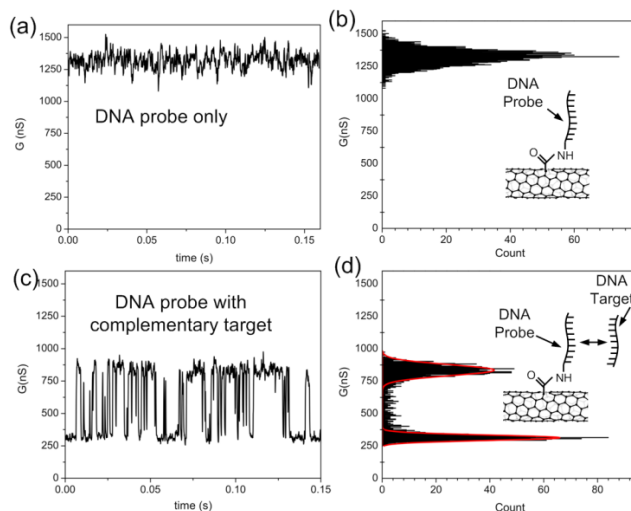 (a)
1500
1250
1000
750
500
250
0
G (nS)
DNA probe only
0.00 0.05 0.10 0.15
time (s)
(b)
1500
1250
1000
750
500
250
0
G(nS)
DNA
Probe
O
NH
0 20 40 60
Count
(c)
1500
1250
1000
750
500
250
0
G(nS)
DNA probe with
complementary target
0.00 0.05 0.10 0.15
time (s)
(d)
1500
1250
1000
750
500
250
0
G(nS)
DNA
Target
DNA
Probe
O
NH
0 20 40 60 80 100
Count